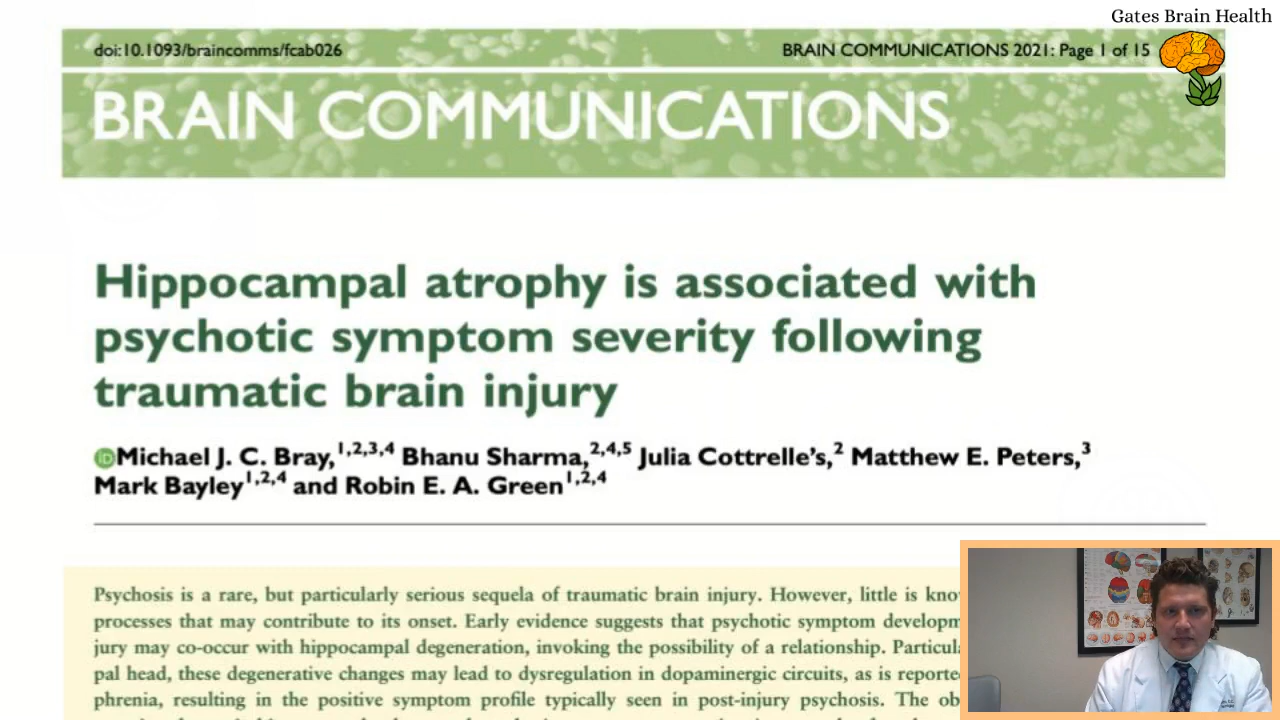 Gates Brain Health
doi:10.1093/braincomms/fcab026
BRAIN COMMUNICATIONS 2021: Page 1 of 15
BRAIN COMMUNICATIONS
Hippocampal atrophy is associated with
psychotic symptom severity following
traumatic brain injury
iD Michael J. C. Bray,1,2,3,4 Bhanu Sharma,2,4,5 Julia Cottrelle's,2 Matthew E. Peters,3
Mark Bayley1,2,4 and Robin E. A. Green1,2,4
Psychosis is a rare, but particularly serious sequela of traumatic brain injury. However, little is kno
processes that may contribute to its onset. Early evidence suggests that psychotic symptom developm
jury may co-occur with hippocampal degeneration, invoking the possibility of a relationship. Particula
pal head, these degenerative changes may lead to dysregulation in dopaminergic circuits, as is reporte
phrenia, resulting in the positive symptom profile typically seen in post-injury psychosis. The ob